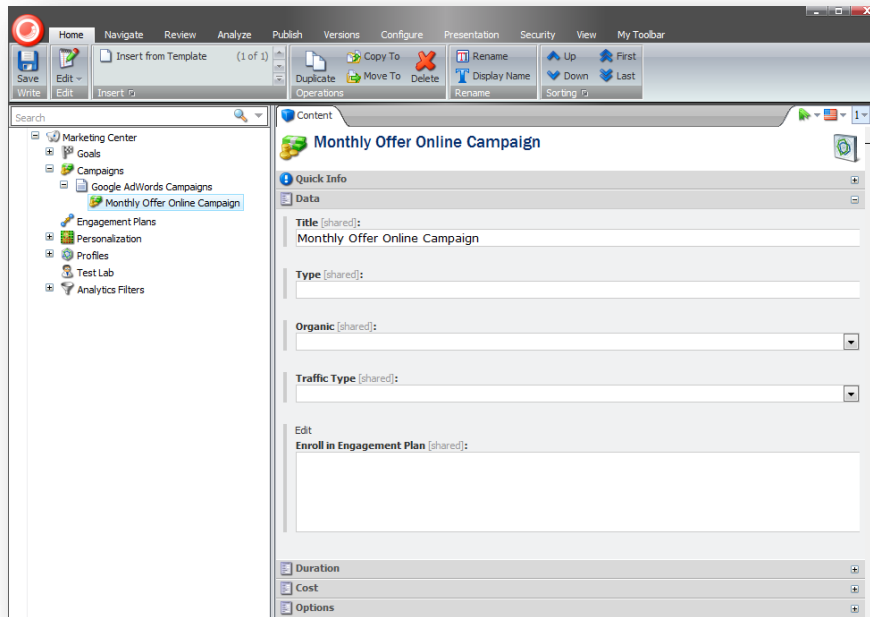 Home Navigate Review Analyze Publish Versions Configure Presentation Security View My Toolbar
Save
Write
Edit
Edit
Insert from Template (1 of 1)
Insert
Duplicate
Copy To
Move To
Delete
Operations
Rename
Display Name
Rename
Up
Down
First
Last
Sorting
Search
Marketing Center
Goals
Campaigns
Google AdWords Campaigns
Monthly Offer Online Campaign
Engagement Plans
Personalization
Profiles
Test Lab
Analytics Filters
Content
1
Monthly Offer Online Campaign
Quick Info
Data
Title [shared]:
Monthly Offer Online Campaign
Type [shared]:
Organic [shared]:
Traffic Type [shared]:
Edit
Enroll in Engagement Plan [shared]:
Duration
Cost
Options